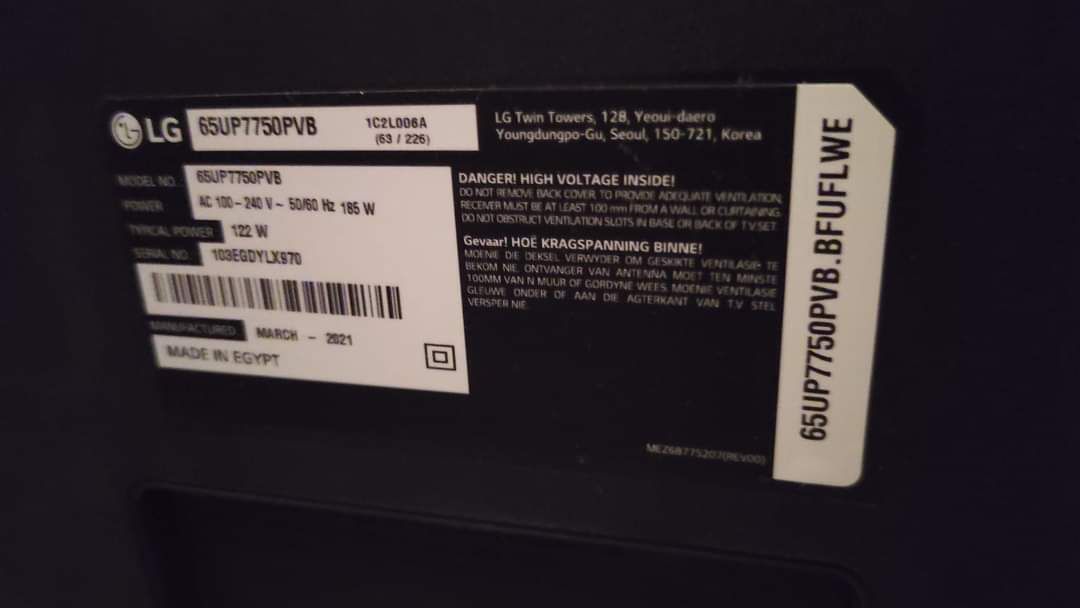 LG
65UP7750PVB
1C2L006A
(63 / 226)
MODEL NO. 65UP7750PVB
POWER AC 100-240 V ~ 50/60 Hz 185 W
TYPICAL POWER 122 W
SERIAL NO. 103EGDYLX970
MANUFACTURED MARCH - 2021
MADE IN EGYPT
LG Twin Towers, 128, Yeoui-daero
Youngdungpo-Gu, Seoul, 150-721, Korea
DANGER! HIGH VOLTAGE INSIDE!
DO NOT REMOVE BACK COVER. TO PROVIDE ADEQUATE VENTILATION,
RECEIVER MUST BE AT LEAST 100 mm FROM A WALL OR CURTAINING.
DO NOT OBSTRUCT VENTILATION SLOTS IN BASE OR BACK OF T.V SET.
Gevaar! HOË KRAGSPANNING BINNE!
MOENIE DIE DEKSEL VERWYDER OM GESKIKTE VENTILASIE TE
BEKOM NIE. ONTVANGER VAN ANTENNA MOET TEN MINSTE
100MM VAN N MUUR OF GORDYNE WEES. MOENIE VENTILASIE
GLEUWE ONDER OF AAN DIE AGTERKANT VAN T.V STEL
VERSPER NIE.
MEZ68775207(REV00)
65UP7750PVB.BFUFLWE